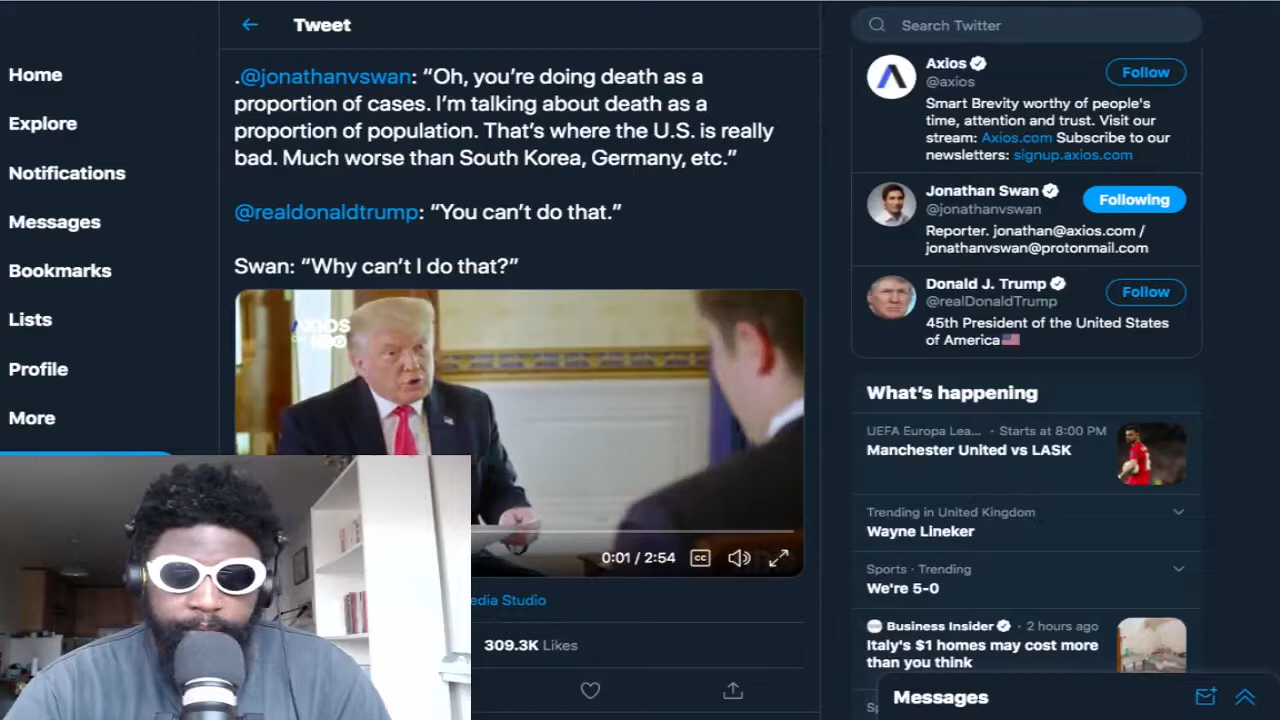 Home
Explore
Notifications
Messages
Bookmarks
Lists
Profile
More
Tweet
.@jonathanvswan: “Oh, you’re doing death as a
proportion of cases. I’m talking about death as a
proportion of population. That’s where the U.S. is really
bad. Much worse than South Korea, Germany, etc.”
@realdonaldtrump: “You can’t do that.”
Swan: “Why can’t I do that?”
AXIOS
HBO
0:01 / 2:54
CC
edia Studio
309.3K Likes
Search Twitter
Axios
@axios
Follow
Smart Brevity worthy of people's
time, attention and trust. Visit our
stream: Axios.com Subscribe to our
newsletters: signup.axios.com
Jonathan Swan
@jonathanvswan
Following
Reporter. jonathan@axios.com /
jonathanvswan@protonmail.com
Donald J. Trump
@realDonaldTrump
Follow
45th President of the United States
of America
What’s happening
UEFA Europa Lea... · Starts at 8:00 PM
Manchester United vs LASK
Trending in United Kingdom
Wayne Lineker
Sports · Trending
We're 5-0
Business Insider · 2 hours ago
Italy's $1 homes may cost more
than you think
Sp
Messages